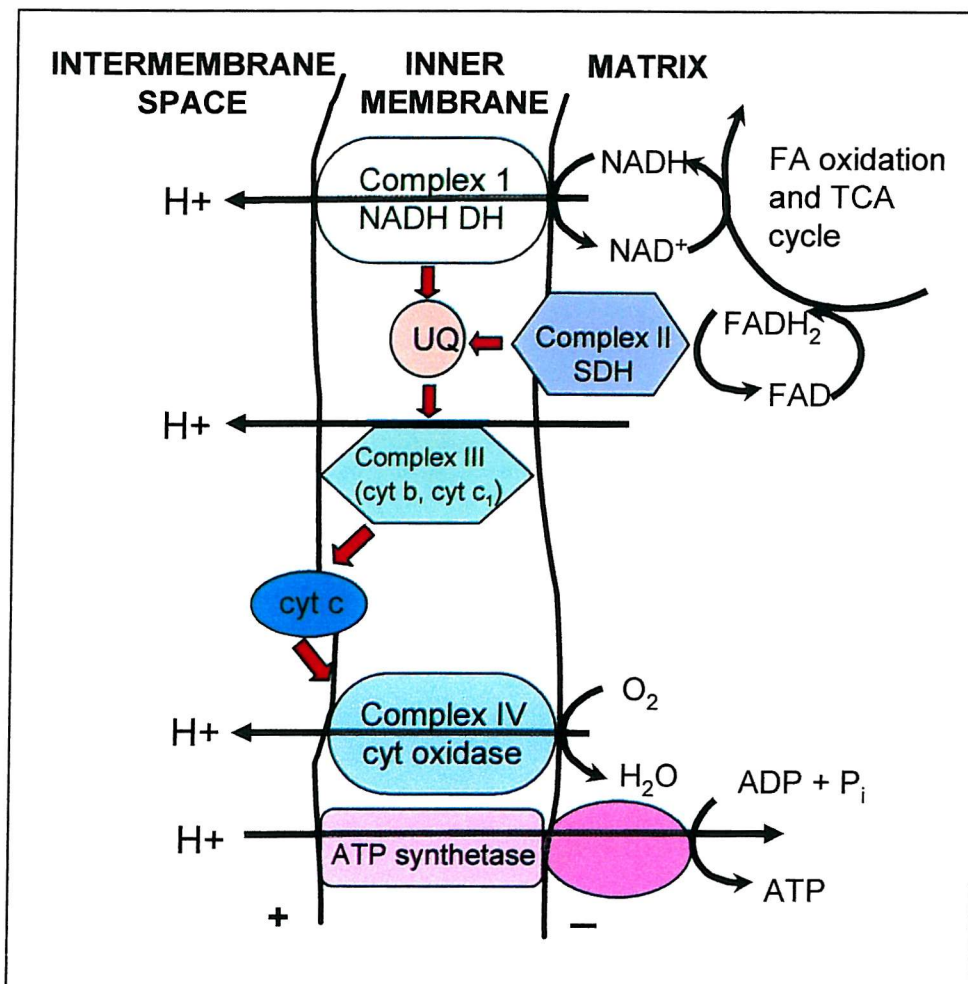 INTERMEMBRANE
SPACE
INNER
MEMBRANE
MATRIX
H+
Complex 1
NADH DH
NADH
NAD⁺
FA oxidation
and TCA
cycle
UQ
Complex II
SDH
FADH₂
FAD
H+
Complex III
(cyt b, cyt c₁)
cyt c
H+
Complex IV
cyt oxidase
O₂
H₂O
H+
ATP synthetase
ADP + Pᵢ
ATP
+
–